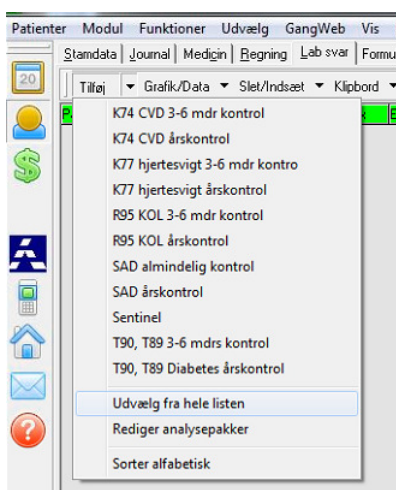 Patienter Modul Funktioner Udvælg GangWeb Vis
Stamdata Journal Medicin Regning Lab svar Formu
20
Tilføj Grafik/Data Slet/Indsæt Klipbord
K74 CVD 3-6 mdr kontrol
K74 CVD årskontrol
K77 hjertesvigt 3-6 mdr kontro
K77 hjertesvigt årskontrol
R95 KOL 3-6 mdr kontrol
R95 KOL årskontrol
SAD almindelig kontrol
SAD årskontrol
Sentinel
T90, T89 3-6 mdrs kontrol
T90, T89 Diabetes årskontrol
Udvælg fra hele listen
Rediger analysepakker
Sorter alfabetisk